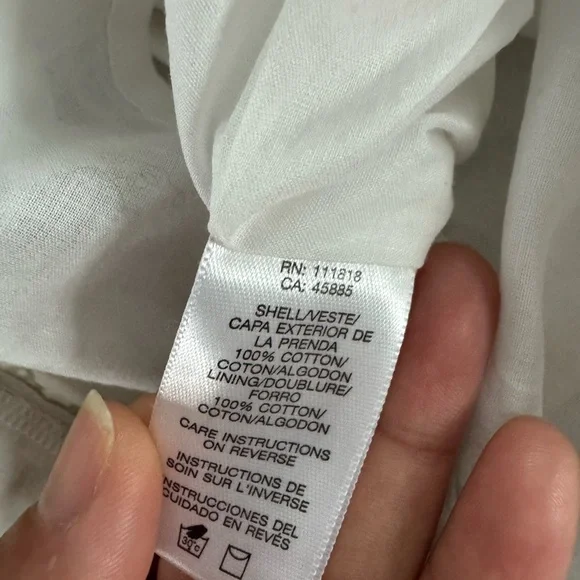 RN: 111818
CA: 45885
SHELL/VESTE/
CAPA EXTERIOR DE
LA PRENDA
100% COTTON/
COTON/ALGODON
LINING/DOUBLURE/
FORRO
100% COTTON/
COTON/ALGODON
CARE INSTRUCTIONS
ON REVERSE
INSTRUCTIONS DE
SOIN SUR L'INVERSE
INSTRUCCIONES DEL
CUIDADO EN REVÉS
30°C